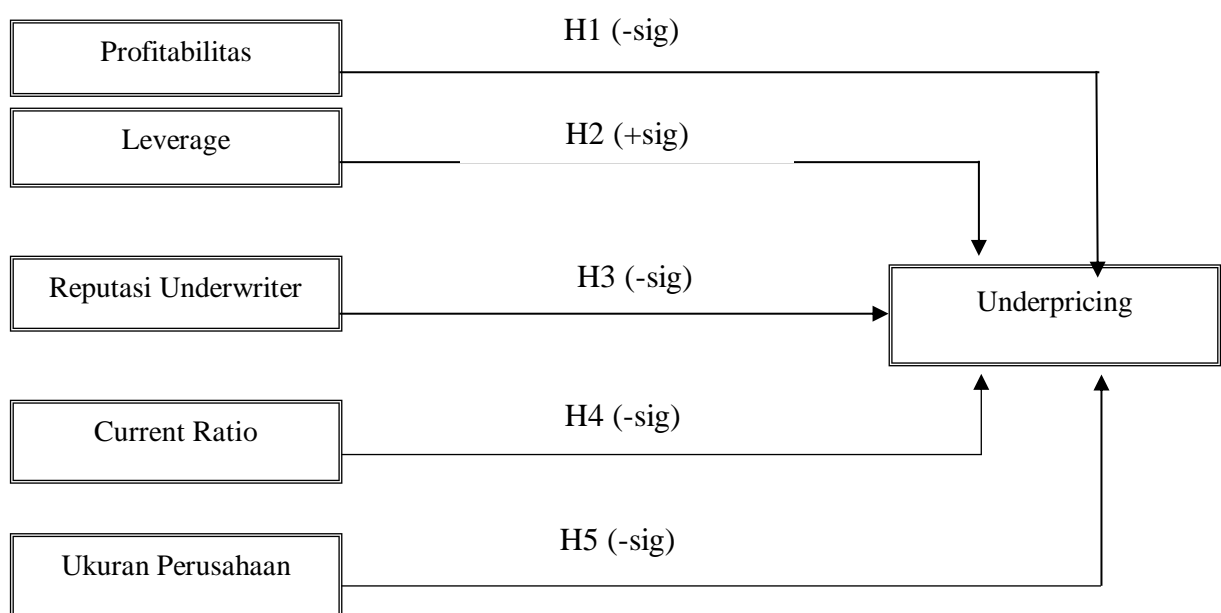 H1 (-sig)
Profitabilitas
H2 (+sig)
Leverage
H3 (-sig)
Reputasi Underwriter
Underpricing
H4 (-sig)
Current Ratio
H5 (-sig)
Ukuran Perusahaan